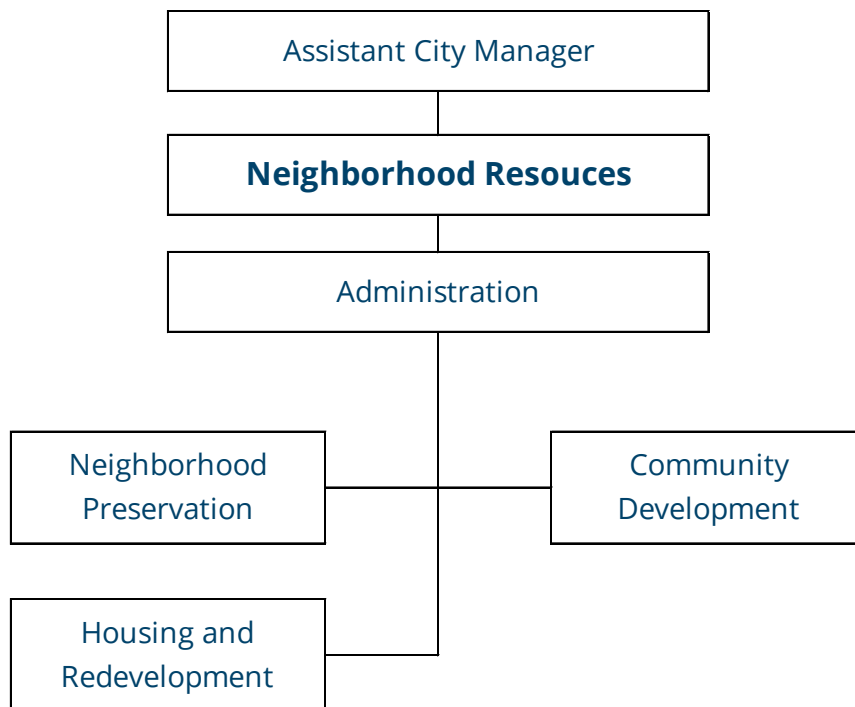 Assistant City Manager
Neighborhood Resouces
Administration
Neighborhood
Preservation
Community
Development
Housing and
Redevelopment